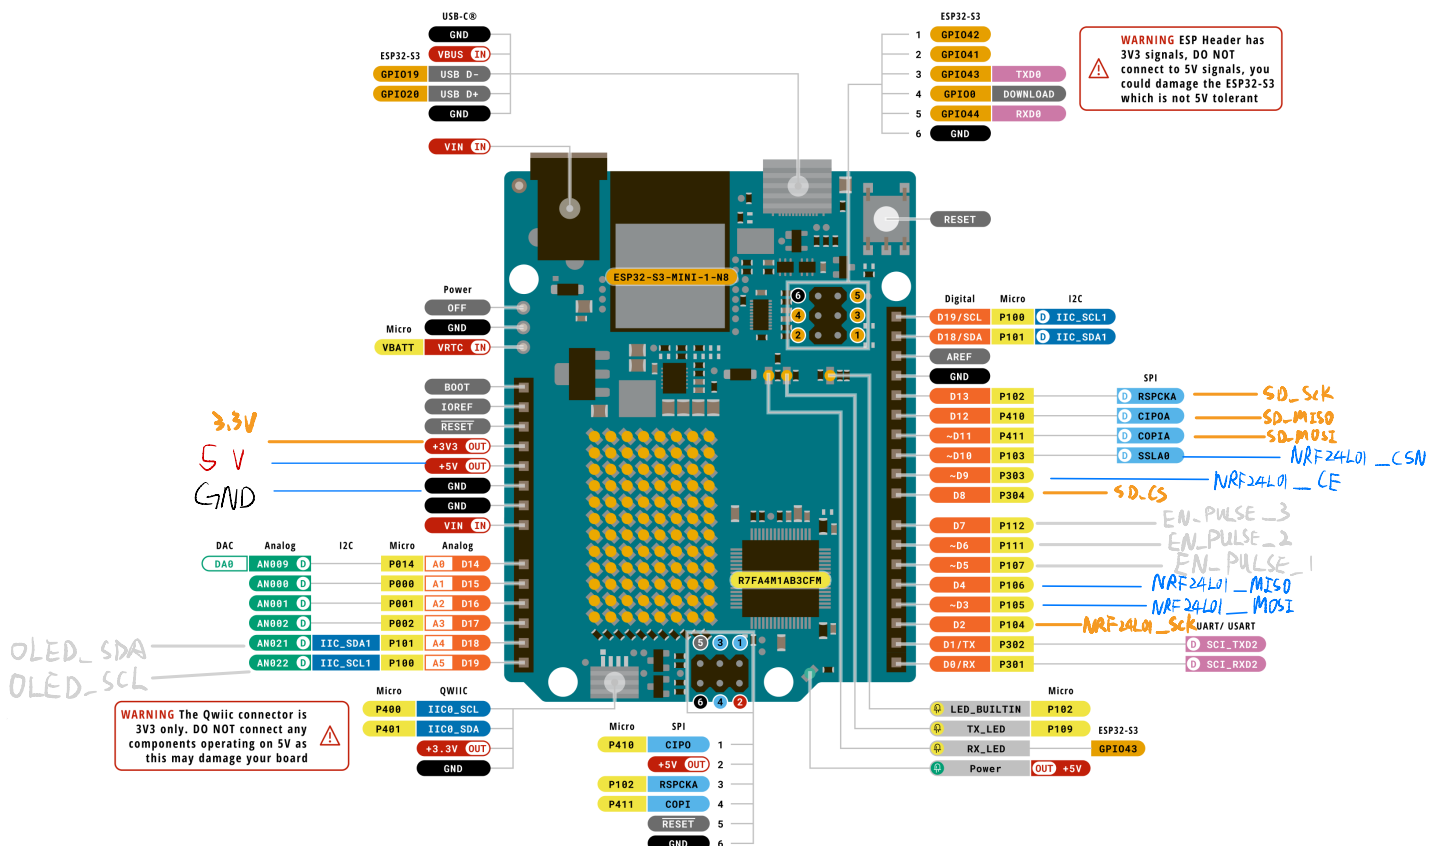 USB-C®
GND
ESP32-S3
VBUS IN
GPIO19 USB D-
GPIO20 USB D+
GND
VIN IN
ESP32-S3
1 GPIO42
2 GPIO41
3 GPIO43 TXD0
4 GPIO0 DOWNLOAD
5 GPIO44 RXD0
6 GND
WARNING ESP Header has
3V3 signals, DO NOT
connect to 5V signals, you
could damage the ESP32-S3
which is not 5V tolerant
RESET
ESP32-S3-MINI-1-N8
6 5
4 3
2 1
Power
OFF
GND
Micro
VBATT VRTC IN
BOOT
IOREF
RESET
3.3V +3V3 OUT
5V +5V OUT
GND GND
GND
VIN IN
DAC Analog I2C Micro Analog
DA0 AN009 D P014 A0 D14
AN000 D P000 A1 D15
AN001 D P001 A2 D16
AN002 D P002 A3 D17
OLED_SDA AN021 D IIC_SDA1 P101 A4 D18
OLED_SCL AN022 D IIC_SCL1 P100 A5 D19
Digital Micro I2C
D19/SCL P100 D IIC_SCL1
D18/SDA P101 D IIC_SDA1
AREF
GND
SPI
D13 P102 D RSPCKA SD_SCK
D12 P410 D CIPOA SD_MISO
~D11 P411 D COPIA SD_MOSI
~D10 P103 D SSLA0 NRF24L01_CSN
~D9 P303 NRF24L01_CE
D8 P304 SD_CS
D7 P112 EN_PULSE_3
~D6 P111 EN_PULSE_2
~D5 P107 EN_PULSE_1
D4 P106 NRF24L01_MISO
~D3 P105 NRF24L01_MOSI
D2 P104 NRF24L01_SCK
UART/ USART
D1/TX P302 D SCI_TXD2
D0/RX P301 D SCI_RXD2
R7FA4M1AB3CFM
5 3 1
6 4 2
Micro QWIIC
P400 IIC0_SCL
P401 IIC0_SDA
+3.3V OUT
GND
WARNING The Qwiic connector is
3V3 only. DO NOT connect any
components operating on 5V as
this may damage your board
Micro SPI
P410 CIPO 1
+5V OUT 2
P102 RSPCKA 3
P411 COPI 4
RESET 5
GND 6
Micro
LED_BUILTIN P102
TX_LED P109
ESP32-S3
RX_LED GPIO43
Power OUT +5V